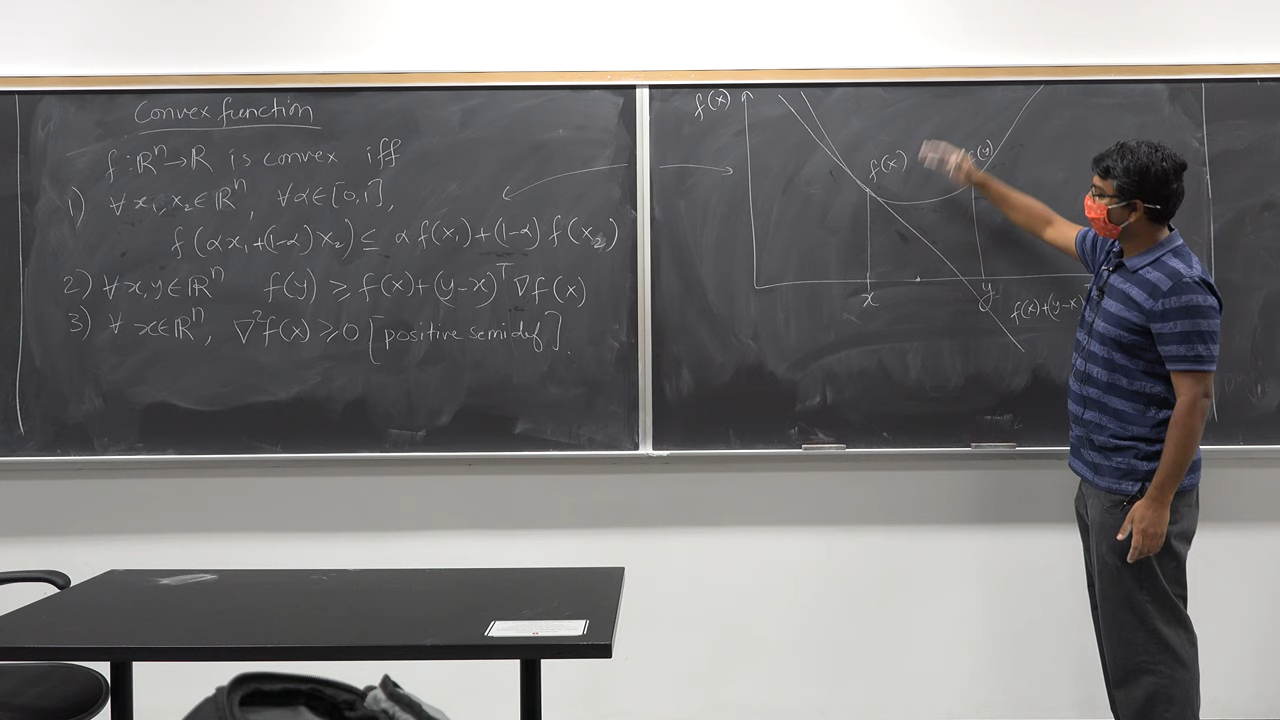 Convex function
f: ℝⁿ→ℝ is convex iff
1) ∀ x₁,x₂∈ℝⁿ, ∀α∈[0,1],
f(αx₁+(1-α)x₂) ≤ αf(x₁)+(1-α)f(x₂)
2) ∀ x,y∈ℝⁿ f(y) ≥ f(x)+(y-x)ᵀ∇f(x)
3) ∀ x∈ℝⁿ, ∇²f(x) ≥0 [positive semidef].
f(x)
f(x)
f(y)
x
y
f(x)+(y-x)